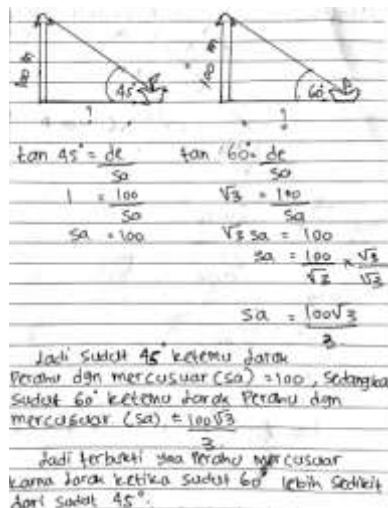 100 m 45° 100 m 60°
? ?
tan 45° = de/sa tan 60° = de/sa
1 = 100/sa √3 = 100/sa
sa = 100 √3 sa = 100
sa = 100/√3 × √3/√3
sa = 100√3/3
Jadi sudut 45° ketemu Jarak
Perahu dgn mercusuar (sa) = 100, Sedangkan
sudut 60° ketemu Jarak Perahu dgn
mercusuar (sa) = 100√3/3
Jadi terbukti Perahu mercusuar
karna Jarak ketika sudut 60° lebih Sedikit
dari sudut 45°.